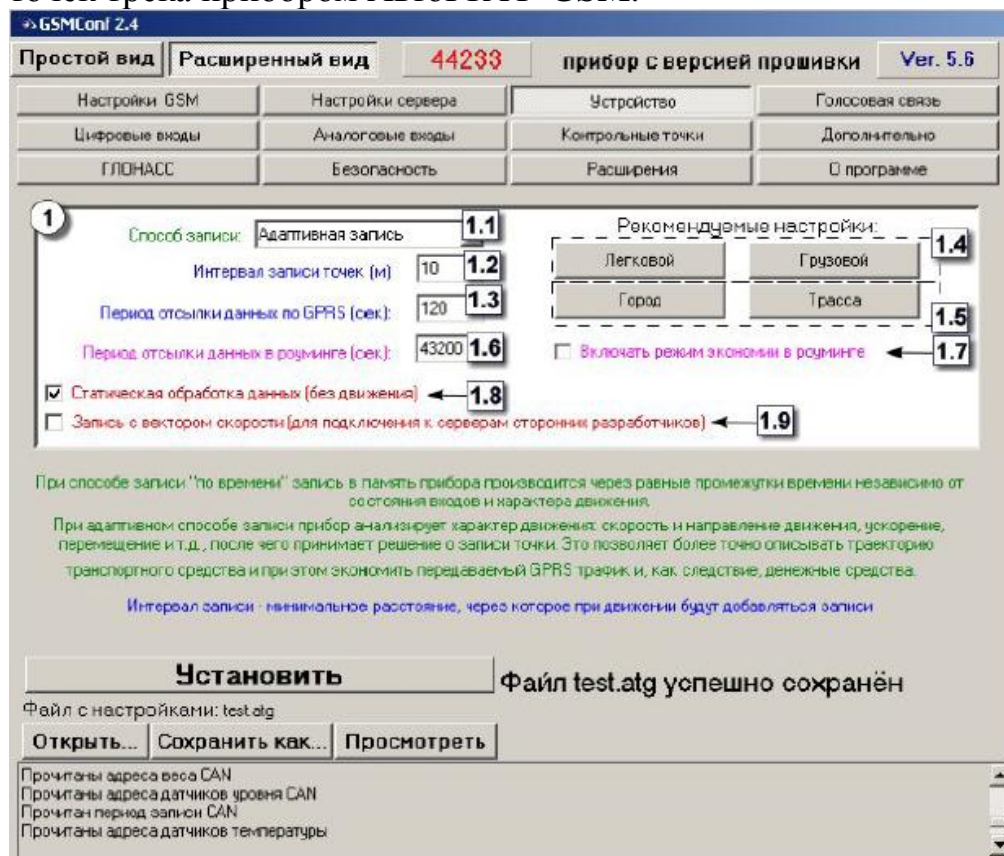 точек трека прибором АВТОГРАФ-GSM.
GSMConf 2.4
Простой вид Расширенный вид 44233 прибор с версией прошивки Ver. 5.6
Настройки GSM Настройки сервера Устройство Голосовая связь
Цифровые входы Аналоговые входы Контрольные точки Дополнительно
ГЛОНАСС Безопасность Расширения О программе
1
Способ записи: Адаптивная запись 1.1
Рекомендуемые настройки:
Интервал записи точек (м) 10 1.2
Легковой Грузовой 1.4
Период отсылки данных по GPRS (сек): 120 1.3
Город Трасса 1.5
Период отсылки данных в роуминге (сек): 43200 1.6
Включать режим экономии в роуминге 1.7
Статическая обработка данных (без движения) 1.8
Запись с вектором скорости (для подключения к серверам сторонних разработчиков) 1.9
При способе записи "по времени" запись в память прибора производится через равные промежутки времени независимо от
состояния входов и характера движения.
При адаптивном способе записи прибор анализирует характер движения: скорость и направление движения, ускорение,
перемещение и т.д., после чего принимает решение о записи точки. Это позволяет более точно описывать траекторию
транспортного средства и при этом экономить передаваемый GPRS трафик и, как следствие, денежные средства.
Интервал записи - минимальное расстояние, через которое при движении будут добавляться записи
Установить
Файл test.atg успешно сохранён
Файл с настройками: test.atg
Открыть... Сохранить как... Просмотреть
Прочитаны адреса веса CAN
Прочитаны адреса датчиков уровня CAN
Прочитан период записи CAN
Прочитаны адреса датчиков температуры